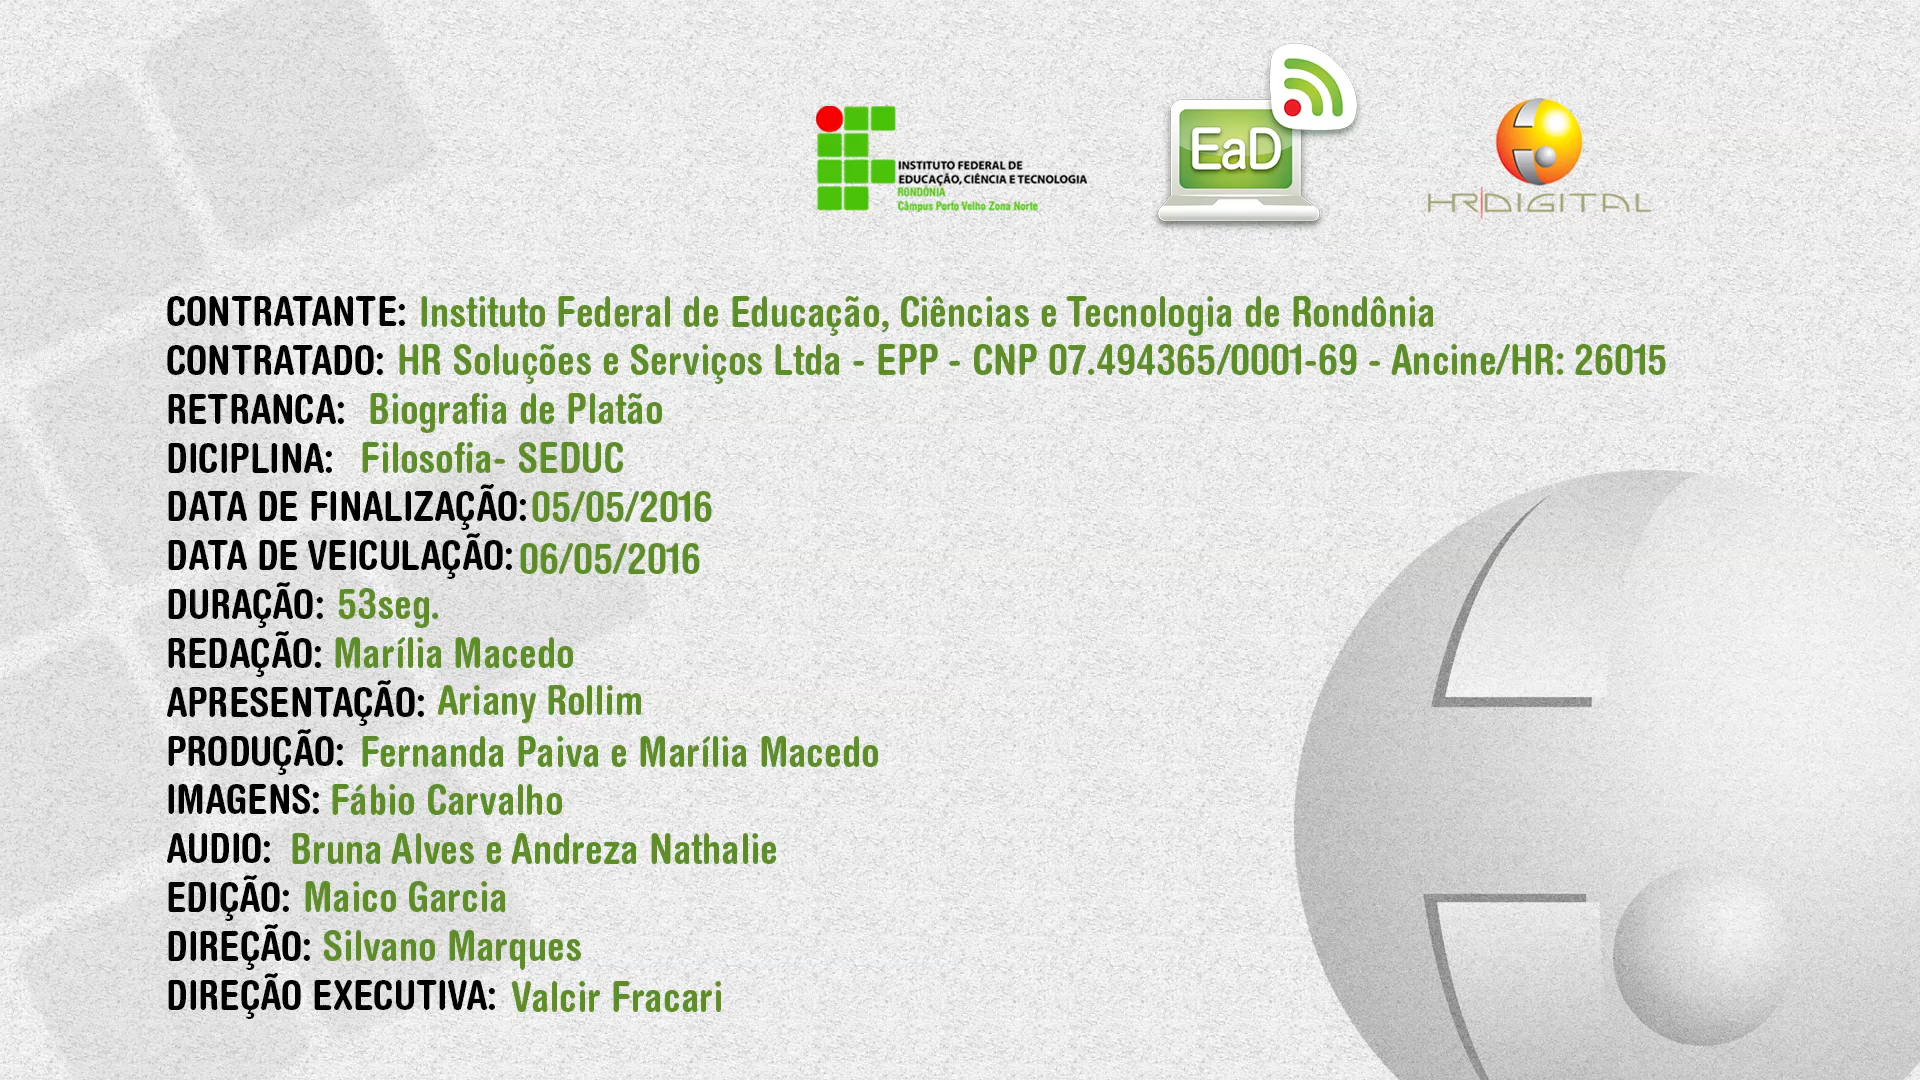 INSTITUTO FEDERAL DE
EDUCAÇÃO, CIÊNCIA E TECNOLOGIA
RONDÔNIA
Câmpus Porto Velho Zona Norte
EaD
HR|DIGITAL
CONTRATANTE: Instituto Federal de Educação, Ciências e Tecnologia de Rondônia
CONTRATADO: HR Soluções e Serviços Ltda - EPP - CNP 07.494365/0001-69 - Ancine/HR: 26015
RETRANCA: Biografia de Platão
DICIPLINA: Filosofia- SEDUC
DATA DE FINALIZAÇÃO: 05/05/2016
DATA DE VEICULAÇÃO: 06/05/2016
DURAÇÃO: 53seg.
REDAÇÃO: Marília Macedo
APRESENTAÇÃO: Ariany Rollim
PRODUÇÃO: Fernanda Paiva e Marília Macedo
IMAGENS: Fábio Carvalho
AUDIO: Bruna Alves e Andreza Nathalie
EDIÇÃO: Maico Garcia
DIREÇÃO: Silvano Marques
DIREÇÃO EXECUTIVA: Valcir Fracari